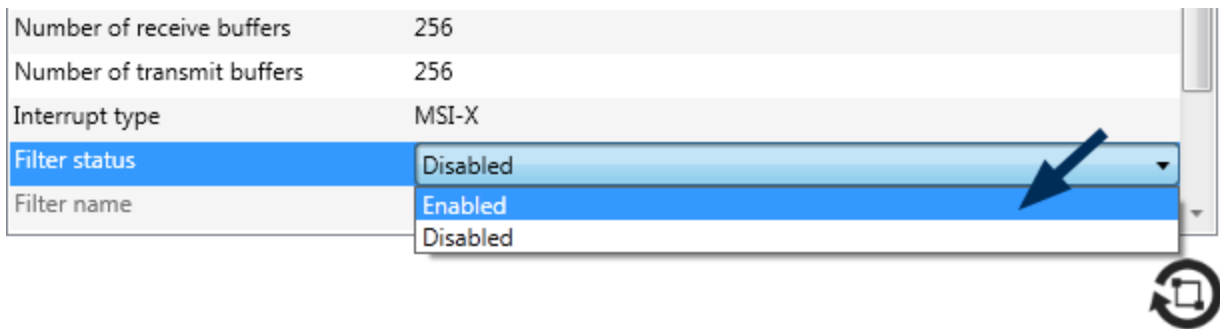 Number of receive buffers 256
Number of transmit buffers 256
Interrupt type MSI-X
Filter status Disabled
Filter name Enabled
Disabled